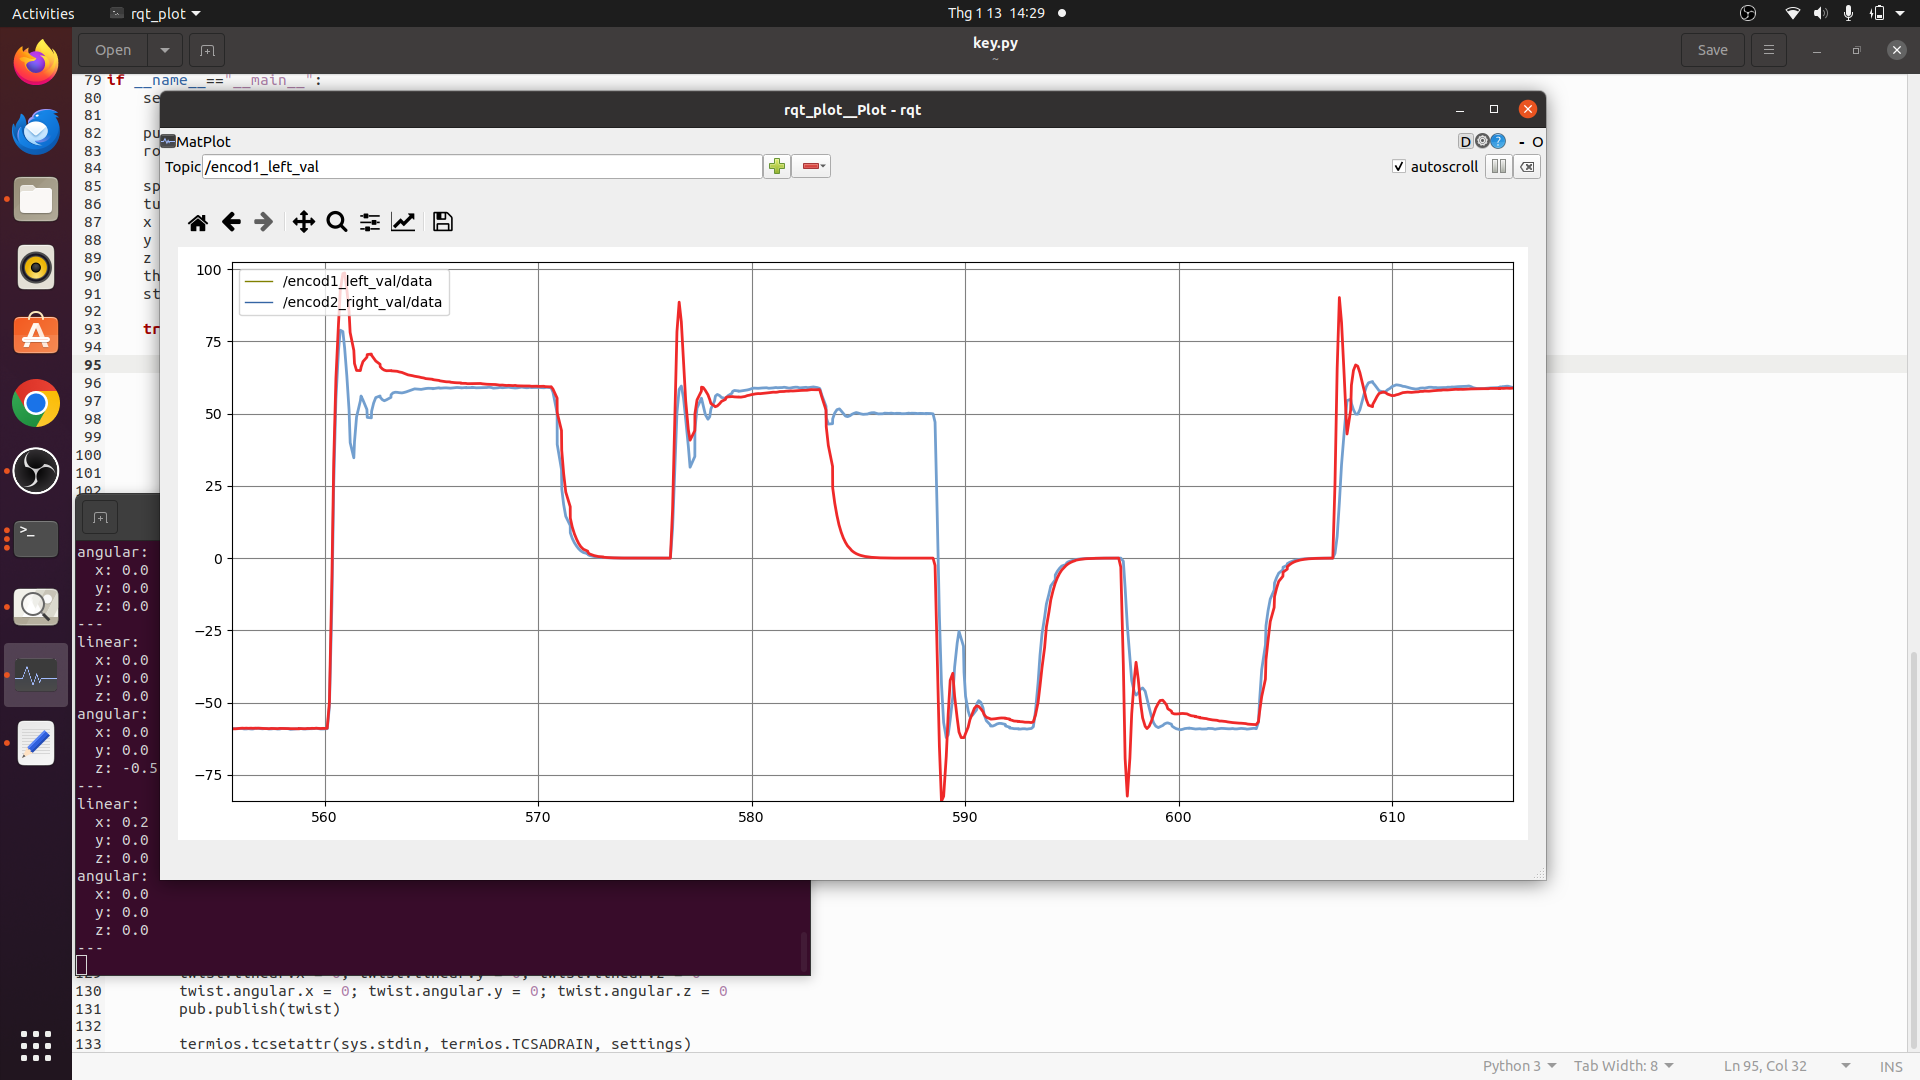 Activities
rqt_plot
Thg 1 13 14:29
Open
key.py
~
Save
79 if __name__=="__main__":
80 se
81
82 pu
83 ro
84
85 sp
86 tu
87 x
88 y
89 z
90 th
91 st
92
93 tr
94
95
96
97
98
99
100
101
102
rqt_plot__Plot - rqt
MatPlot
D
?
- O
Topic /encod1_left_val
autoscroll
/encod1_left_val/data
/encod2_right_val/data
100
75
50
25
0
−25
−50
−75
560 570 580 590 600 610
angular:
x: 0.0
y: 0.0
z: 0.0
---
linear:
x: 0.0
y: 0.0
z: 0.0
angular:
x: 0.0
y: 0.0
z: -0.5
---
linear:
x: 0.2
y: 0.0
z: 0.0
angular:
x: 0.0
y: 0.0
z: 0.0
---
130 twist.angular.x = 0; twist.angular.y = 0; twist.angular.z = 0
131 pub.publish(twist)
132
133 termios.tcsetattr(sys.stdin, termios.TCSADRAIN, settings)
Python 3
Tab Width: 8
Ln 95, Col 32
INS